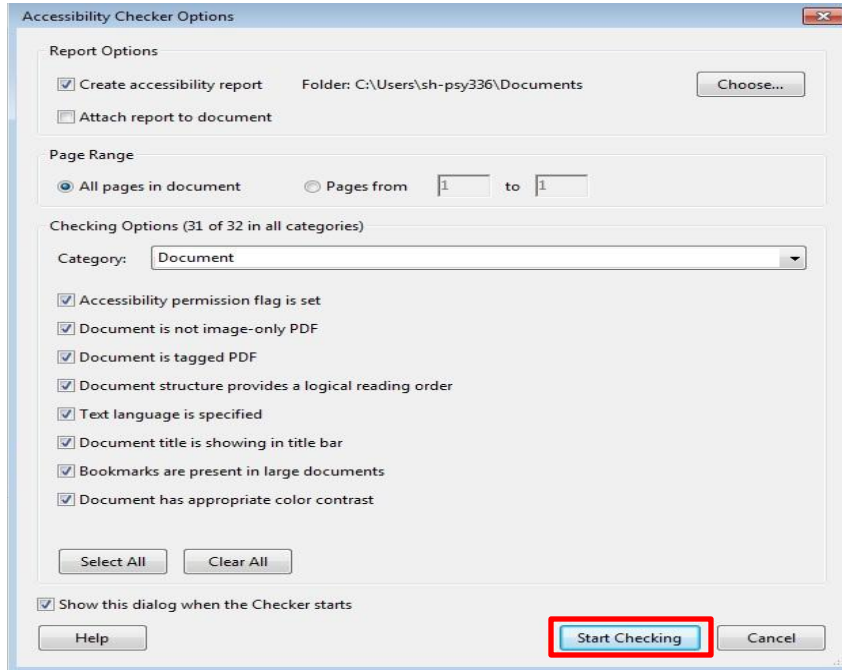 Accessibility Checker Options
Report Options
Create accessibility report Folder: C:\Users\sh-psy336\Documents Choose...
Attach report to document
Page Range
All pages in document Pages from 1 to 1
Checking Options (31 of 32 in all categories)
Category: Document
Accessibility permission flag is set
Document is not image-only PDF
Document is tagged PDF
Document structure provides a logical reading order
Text language is specified
Document title is showing in title bar
Bookmarks are present in large documents
Document has appropriate color contrast
Select All Clear All
Show this dialog when the Checker starts
Help Start Checking Cancel